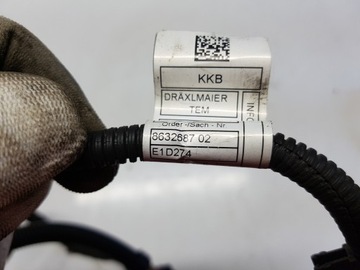 KKB
DRÄXLMAIER
TEM
INFO
Order-/Sach-Nr
8632687 02
E1D274